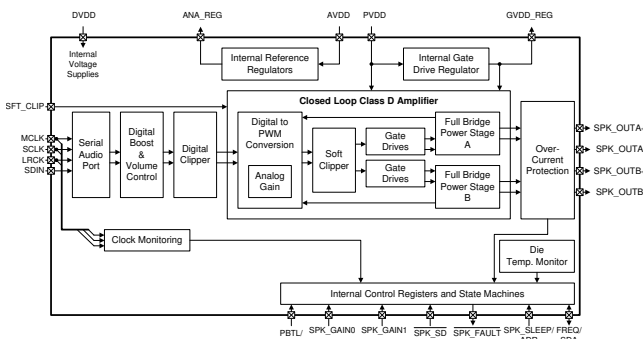 DVDD
ANA_REG
AVDD
PVDD
GVDD_REG
Internal
Voltage
Supplies
Internal Reference
Regulators
Internal Gate
Drive Regulator
SFT_CLIP
Closed Loop Class D Amplifier
MCLK
SCLK
LRCK
SDIN
Serial
Audio
Port
Digital
Boost
&
Volume
Control
Digital
Clipper
Digital to
PWM
Conversion
Analog
Gain
Soft
Clipper
Gate
Drives
Gate
Drives
Full Bridge
Power Stage
A
Full Bridge
Power Stage
B
Over-
Current
Protection
SPK_OUTA-
SPK_OUTA
SPK_OUTB-
SPK_OUTB
Clock Monitoring
Die
Temp. Monitor
Internal Control Registers and State Machines
PBTL/
SPK_GAIN0
SPK_GAIN1
SPK_SD
SPK_FAULT
SPK_SLEEP/
FREQ/